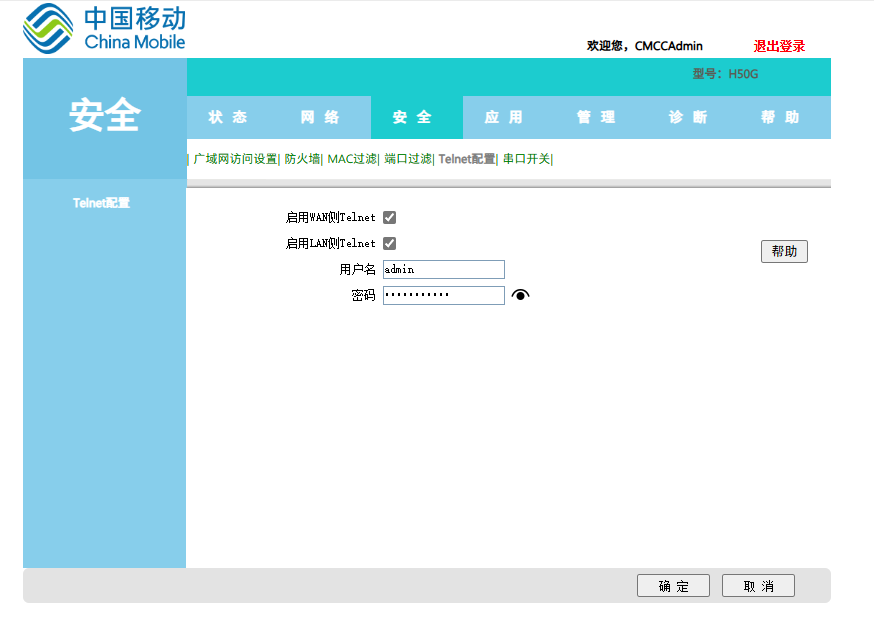 中国移动
China Mobile
欢迎您，CMCCAdmin 退出登录
型号：H50G
安全
状 态 网 络 安 全 应 用 管 理 诊 断 帮 助
| 广域网访问设置| 防火墙| MAC过滤| 端口过滤| Telnet配置| 串口开关|
Telnet配置
启用WAN侧Telnet
启用LAN侧Telnet
帮助
用户名 admin
密码 ···········
确 定 取 消